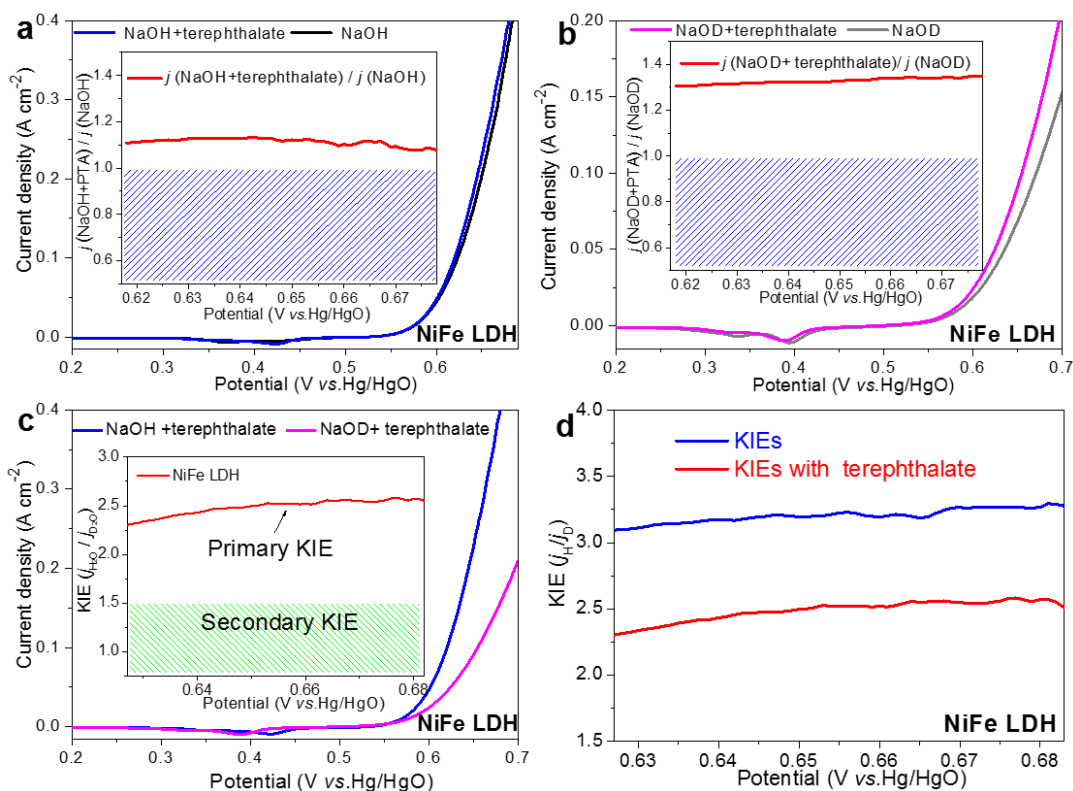 a
NaOH+terephthalate NaOH
j (NaOH+terephthalate) / j (NaOH)
j (NaOH+PTA) / j (NaOH)
1.4
1.2
1.0
0.8
0.6
0.62 0.63 0.64 0.65 0.66 0.67
Potential (V vs.Hg/HgO)
Current density (A cm⁻²)
0.4
0.3
0.2
0.1
0.0
NiFe LDH
0.2 0.3 0.4 0.5 0.6 0.7
Potential (V vs.Hg/HgO)
b
NaOD+terephthalate NaOD
j (NaOD+ terephthalate)/ j (NaOD)
j (NaOD+PTA) / j (NaOD)
1.4
1.2
1.0
0.8
0.6
0.62 0.63 0.64 0.65 0.66 0.67
Potential (V vs.Hg/HgO)
Current density (A cm⁻²)
0.20
0.15
0.10
0.05
0.00
NiFe LDH
0.2 0.3 0.4 0.5 0.6 0.7
Potential (V vs.Hg/HgO)
c
NaOH +terephthalate NaOD+ terephthalate
NiFe LDH
KIE (jH₂O / jD₂O)
3.0
2.5
2.0
1.5
1.0
Primary KIE
Secondary KIE
0.64 0.66 0.68
Potential (V vs.Hg/HgO)
Current density (A cm⁻²)
0.4
0.3
0.2
0.1
0.0
NiFe LDH
0.2 0.3 0.4 0.5 0.6 0.7
Potential (V vs.Hg/HgO)
d
KIEs
KIEs with terephthalate
KIE (jH/jD)
4.0
3.5
3.0
2.5
2.0
1.5
NiFe LDH
0.63 0.64 0.65 0.66 0.67 0.68
Potential (V vs.Hg/HgO)